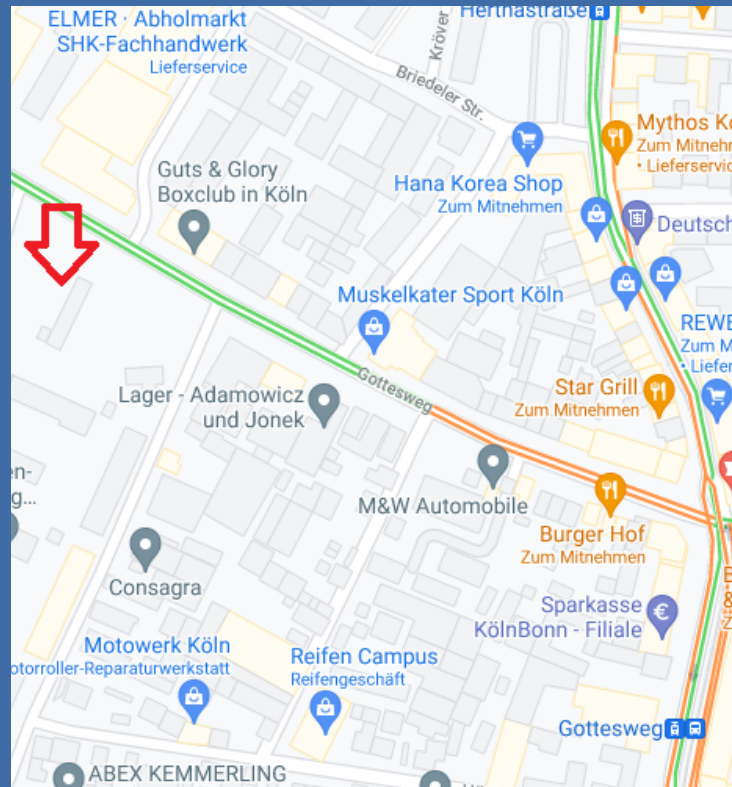 ELMER · Abholmarkt
SHK-Fachhandwerk
Lieferservice
Herthastraße
Kröver
Briedeler Str.
Mythos
Zum
• Lieferservic
Guts & Glory
Boxclub in Köln
Hana Korea Shop
Zum Mitnehmen
Deutsch
Muskelkater Sport Köln
REWE
Zum
Gottesweg
Lager - Adamowicz
und Jonek
Star Grill
Zum Mitnehmen
M&W Automobile
Burger Hof
Zum Mitnehmen
Consagra
Sparkasse
KölnBonn - Filiale
Motowerk Köln
otorroller-Reparaturwerkstatt
Reifen Campus
Reifengeschäft
Gottesweg
ABEX KEMMERLING